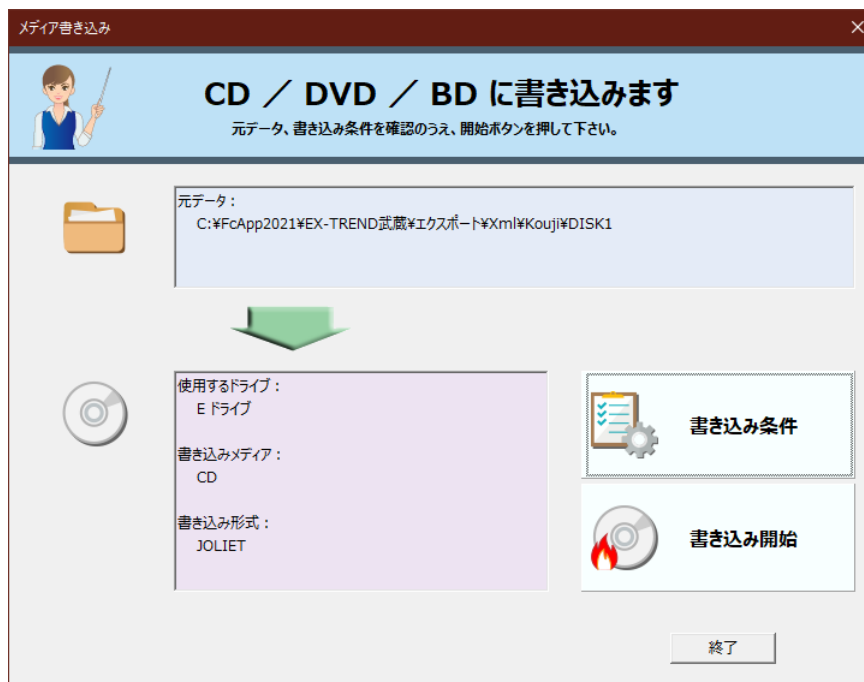 メディア書き込み
CD / DVD / BD に書き込みます
元データ、書き込み条件を確認のうえ、開始ボタンを押して下さい。
元データ：
C:¥FcApp2021¥EX-TREND武蔵¥エクスポート¥Xml¥Kouji¥DISK1
使用するドライブ：
E ドライブ
書き込みメディア：
CD
書き込み形式：
JOLIET
書き込み条件
書き込み開始
終了